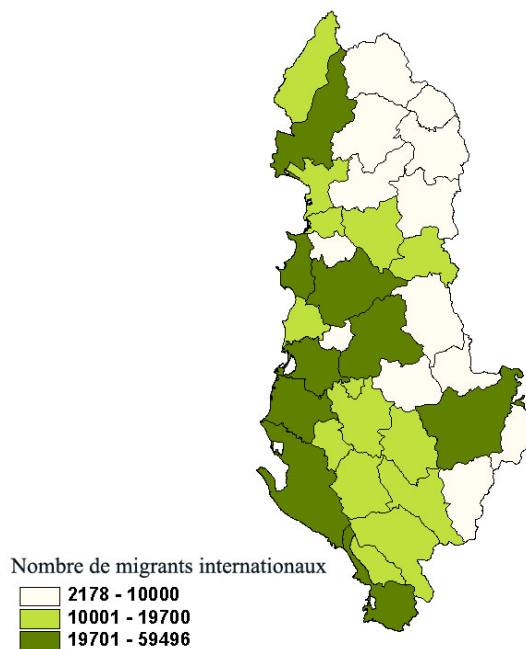 Nombre de migrants internationaux
2178 - 10000
10001 - 19700
19701 - 59496